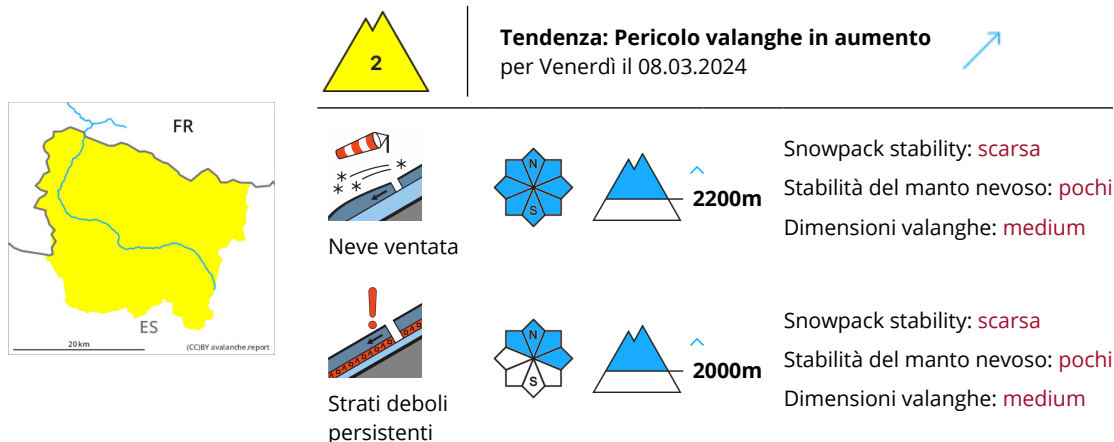 2
Tendenza: Pericolo valanghe in aumento
per Venerdì il 08.03.2024
FR
ES
20 km
(CC)BY avalanche.report
Neve ventata
N
S
2200m
Snowpack stability: scarsa
Stabilità del manto nevoso: pochi
Dimensioni valanghe: medium
Strati deboli
persistenti
N
S
2000m
Snowpack stability: scarsa
Stabilità del manto nevoso: pochi
Dimensioni valanghe: medium